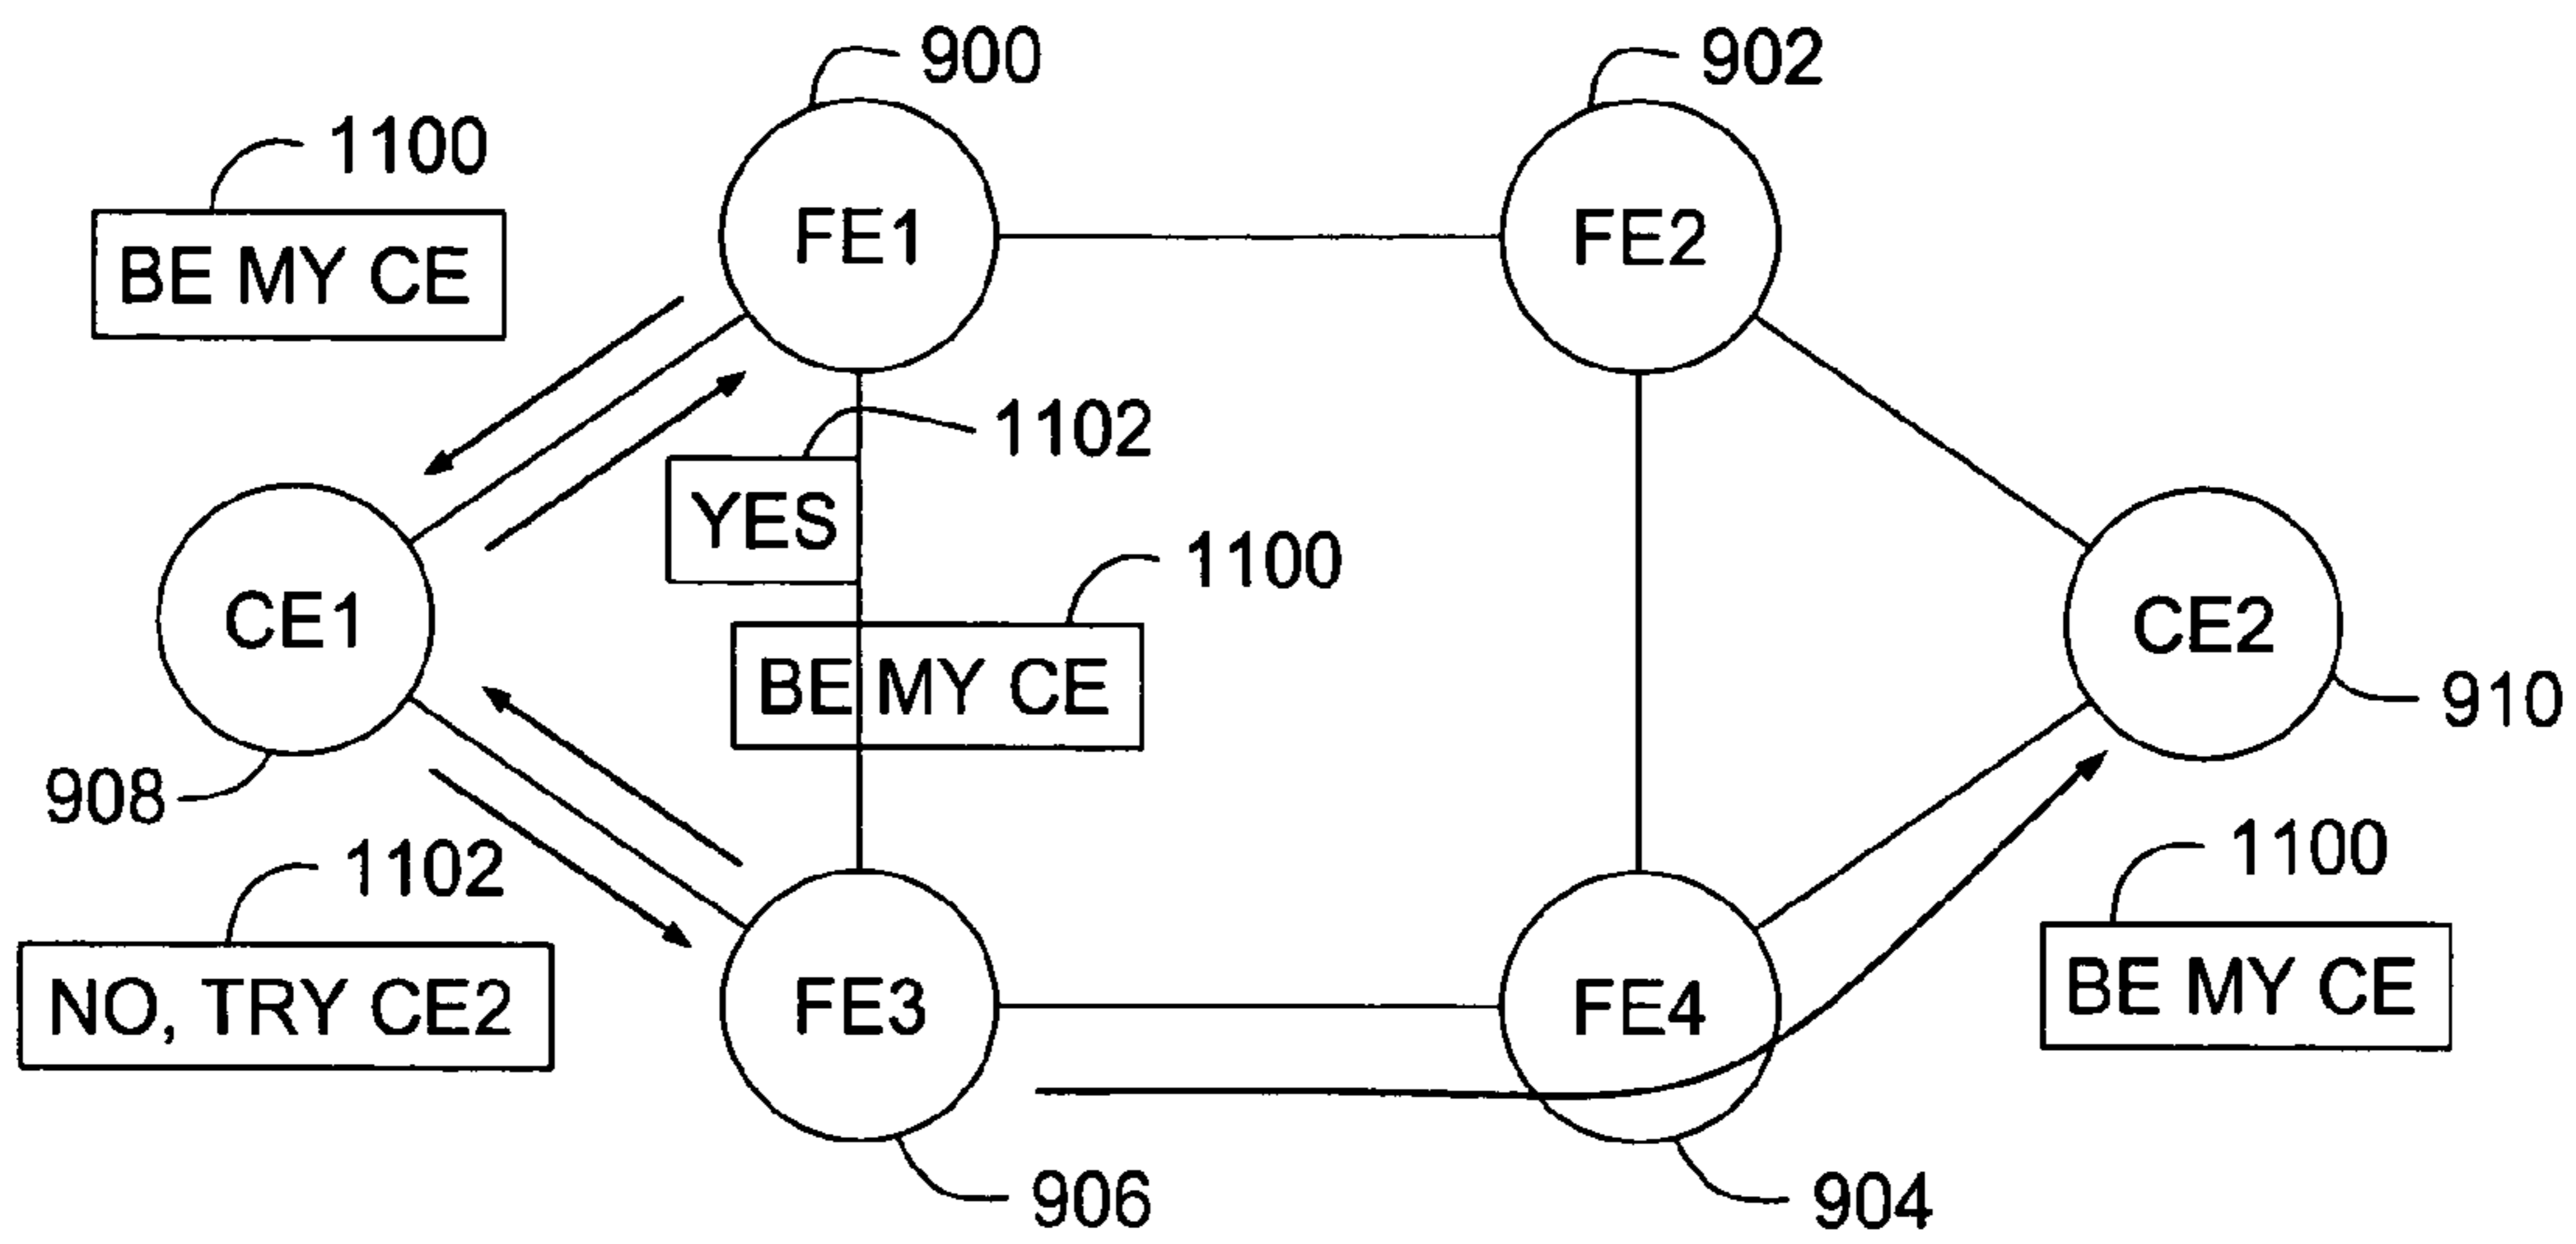 900
902
1100
BE MY CE
FE1
FE2
1102
YES
1100
BE MY CE
CE1
CE2
910
908
1102
NO, TRY CE2
FE3
FE4
1100
BE MY CE
906
904